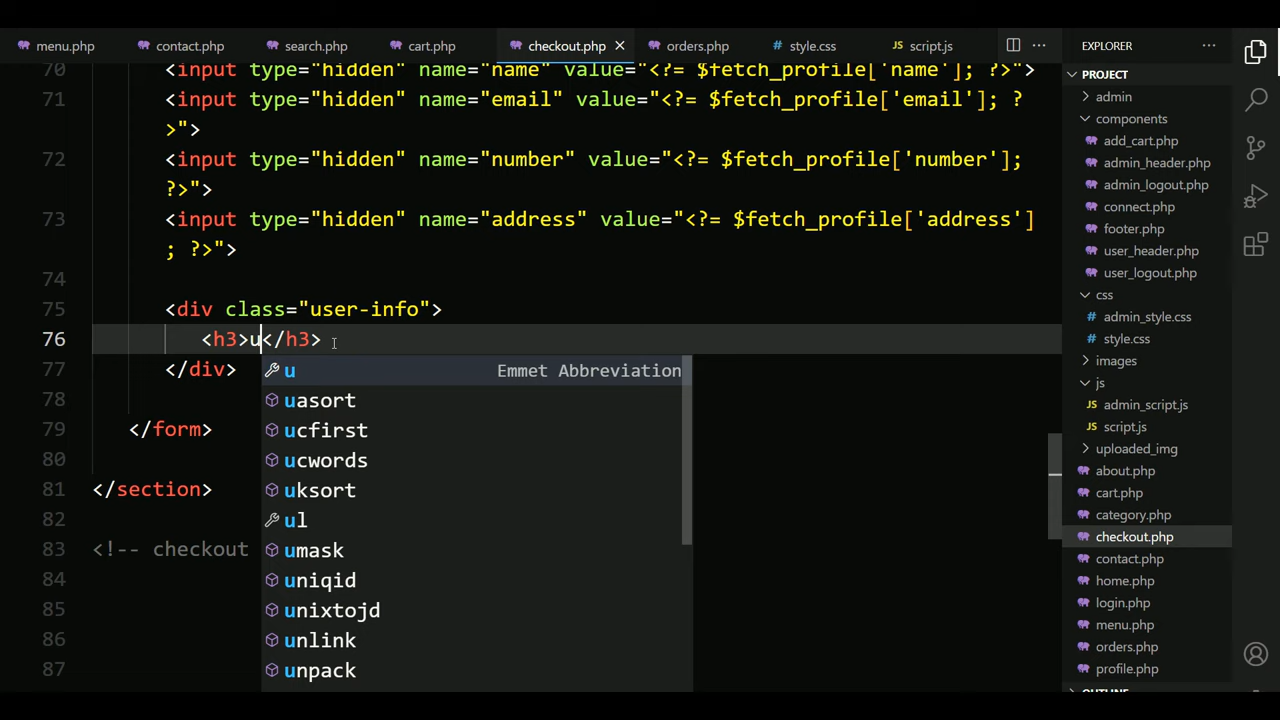 menu.php contact.php search.php cart.php checkout.php orders.php style.css JS script.js ···
EXPLORER ···
70 <input type="hidden" name="name" value="<?= $fetch_profile['name']; ?>">
71 <input type="hidden" name="email" value="<?= $fetch_profile['email']; ?
>">
72 <input type="hidden" name="number" value="<?= $fetch_profile['number'];
?>">
73 <input type="hidden" name="address" value="<?= $fetch_profile['address']
; ?>">
74
75 <div class="user-info">
76 <h3>u</h3>
77 </div>
78
79 </form>
80
81 </section>
82
83 <!-- checkout
84
85
86
87
u Emmet Abbreviation
uasort
ucfirst
ucwords
uksort
ul
umask
uniqid
unixtojd
unlink
unpack
PROJECT
admin
components
add_cart.php
admin_header.php
admin_logout.php
connect.php
footer.php
user_header.php
user_logout.php
css
admin_style.css
style.css
images
js
JS admin_script.js
JS script.js
uploaded_img
about.php
cart.php
category.php
checkout.php
contact.php
home.php
login.php
menu.php
orders.php
profile.php
OUTLINE